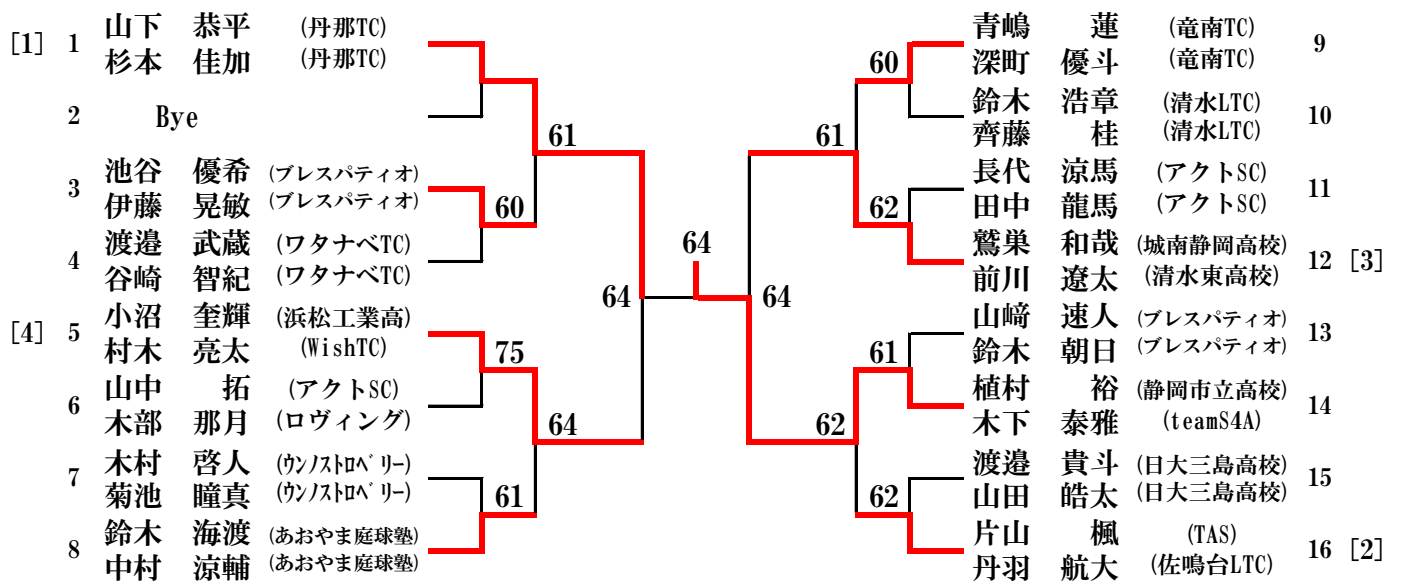 [1] 1 山下 恭平 (丹那TC)
杉本 佳加 (丹那TC)
2 Bye
61
3 池谷 優希 (ブレスパティオ)
伊藤 晃敏 (ブレスパティオ)
60
4 渡邉 武蔵 (ワタナベTC)
谷崎 智紀 (ワタナベTC)
64
[4] 5 小沼 奎輝 (浜松工業高)
村木 亮太 (WishTC)
75
6 山中 拓 (アクトSC)
木部 那月 (ロヴィング)
64
7 木村 啓人 (ウンノストロベリー)
菊池 瞳真 (ウンノストロベリー)
61
8 鈴木 海渡 (あおやま庭球塾)
中村 涼輔 (あおやま庭球塾)
64
青嶋 蓮 (竜南TC) 9
深町 優斗 (竜南TC)
60
鈴木 浩章 (清水LTC) 10
齊藤 桂 (清水LTC)
61
長代 涼馬 (アクトSC) 11
田中 龍馬 (アクトSC)
62
鷲巣 和哉 (城南静岡高校) 12 [3]
前川 遼太 (清水東高校)
64
山﨑 速人 (ブレスパティオ) 13
鈴木 朝日 (ブレスパティオ)
61
植村 裕 (静岡市立高校) 14
木下 泰雅 (teamS4A)
62
渡邉 貴斗 (日大三島高校) 15
山田 皓太 (日大三島高校)
62
片山 楓 (TAS) 16 [2]
丹羽 航大 (佐鳴台LTC)